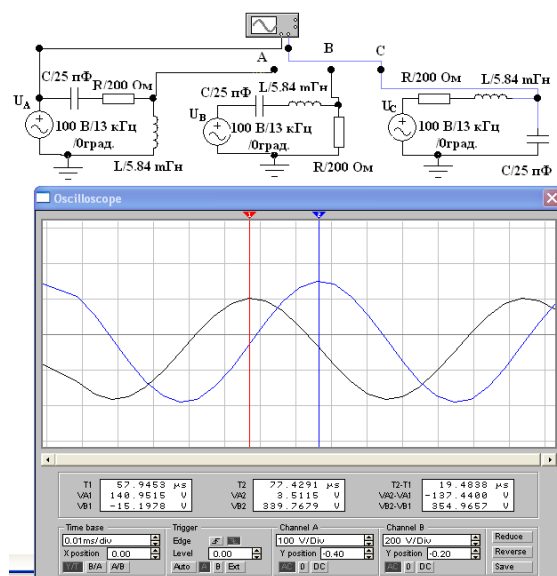 A
B
C
C/25 пФ
R/200 Ом
U_A
100 В/13 кГц
/0град.
L/5.84 mГн
C/25 пФ
L/5.84 mГн
U_B
100 В/13 кГц
/0град.
R/200 Ом
R/200 Ом
L/5.84 mГн
U_C
100 В/13 кГц
/0град.
C/25 пФ
Oscilloscope
1
2
T1 57.9453 µs T2 77.4291 µs T2-T1 19.4838 µs
VA1 140.9515 V VA2 3.5115 V VA2-VA1 -137.4400 V
VB1 -15.1978 V VB2 339.7679 V VB2-VB1 354.9657 V
Time base Trigger Channel A Channel B Reduce
0.01ms/div Edge 100 V/Div 200 V/Div Reverse
X position 0.00 Level 0.00 Y position -0.40 Y position -0.20 Save
Y/T B/A A/B Auto A B Ext AC 0 DC AC 0 DC